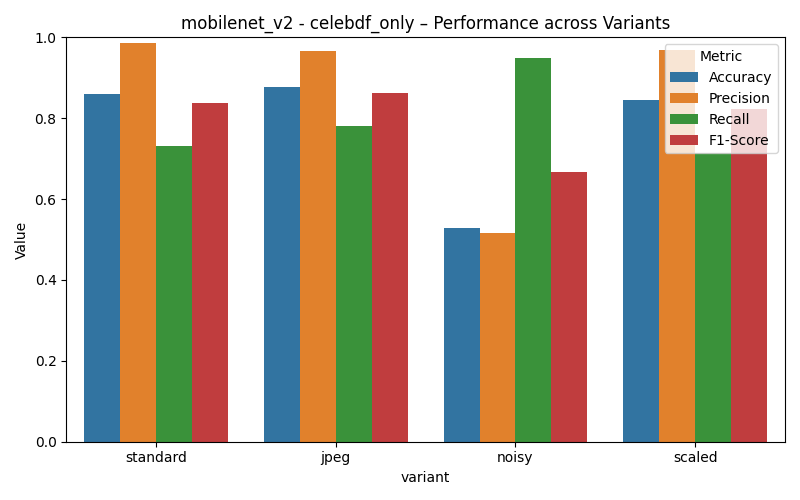 mobilenet_v2 - celebdf_only – Performance across Variants
1.0
0.8
0.6
0.4
0.2
0.0
Value
Metric
Accuracy
Precision
Recall
F1-Score
standard
jpeg
noisy
scaled
variant